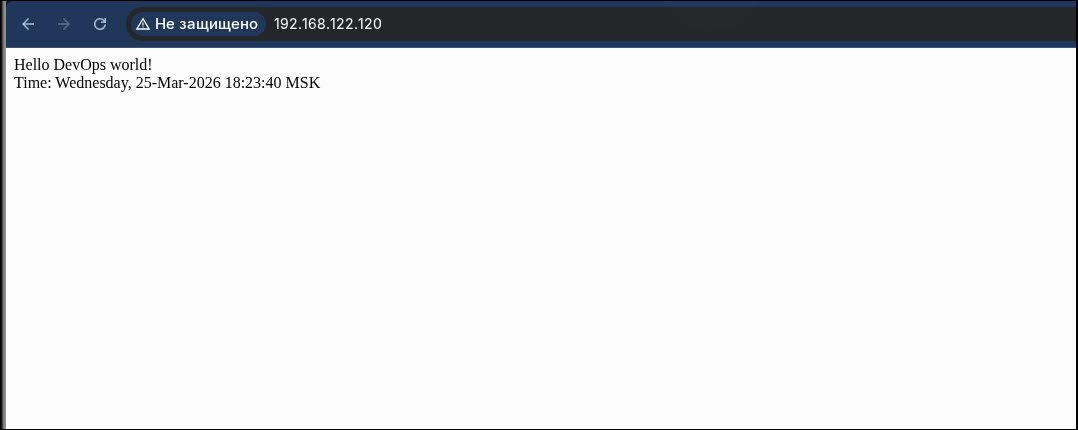 Не защищено 192.168.122.120
Hello DevOps world!
Time: Wednesday, 25-Mar-2026 18:23:40 MSK